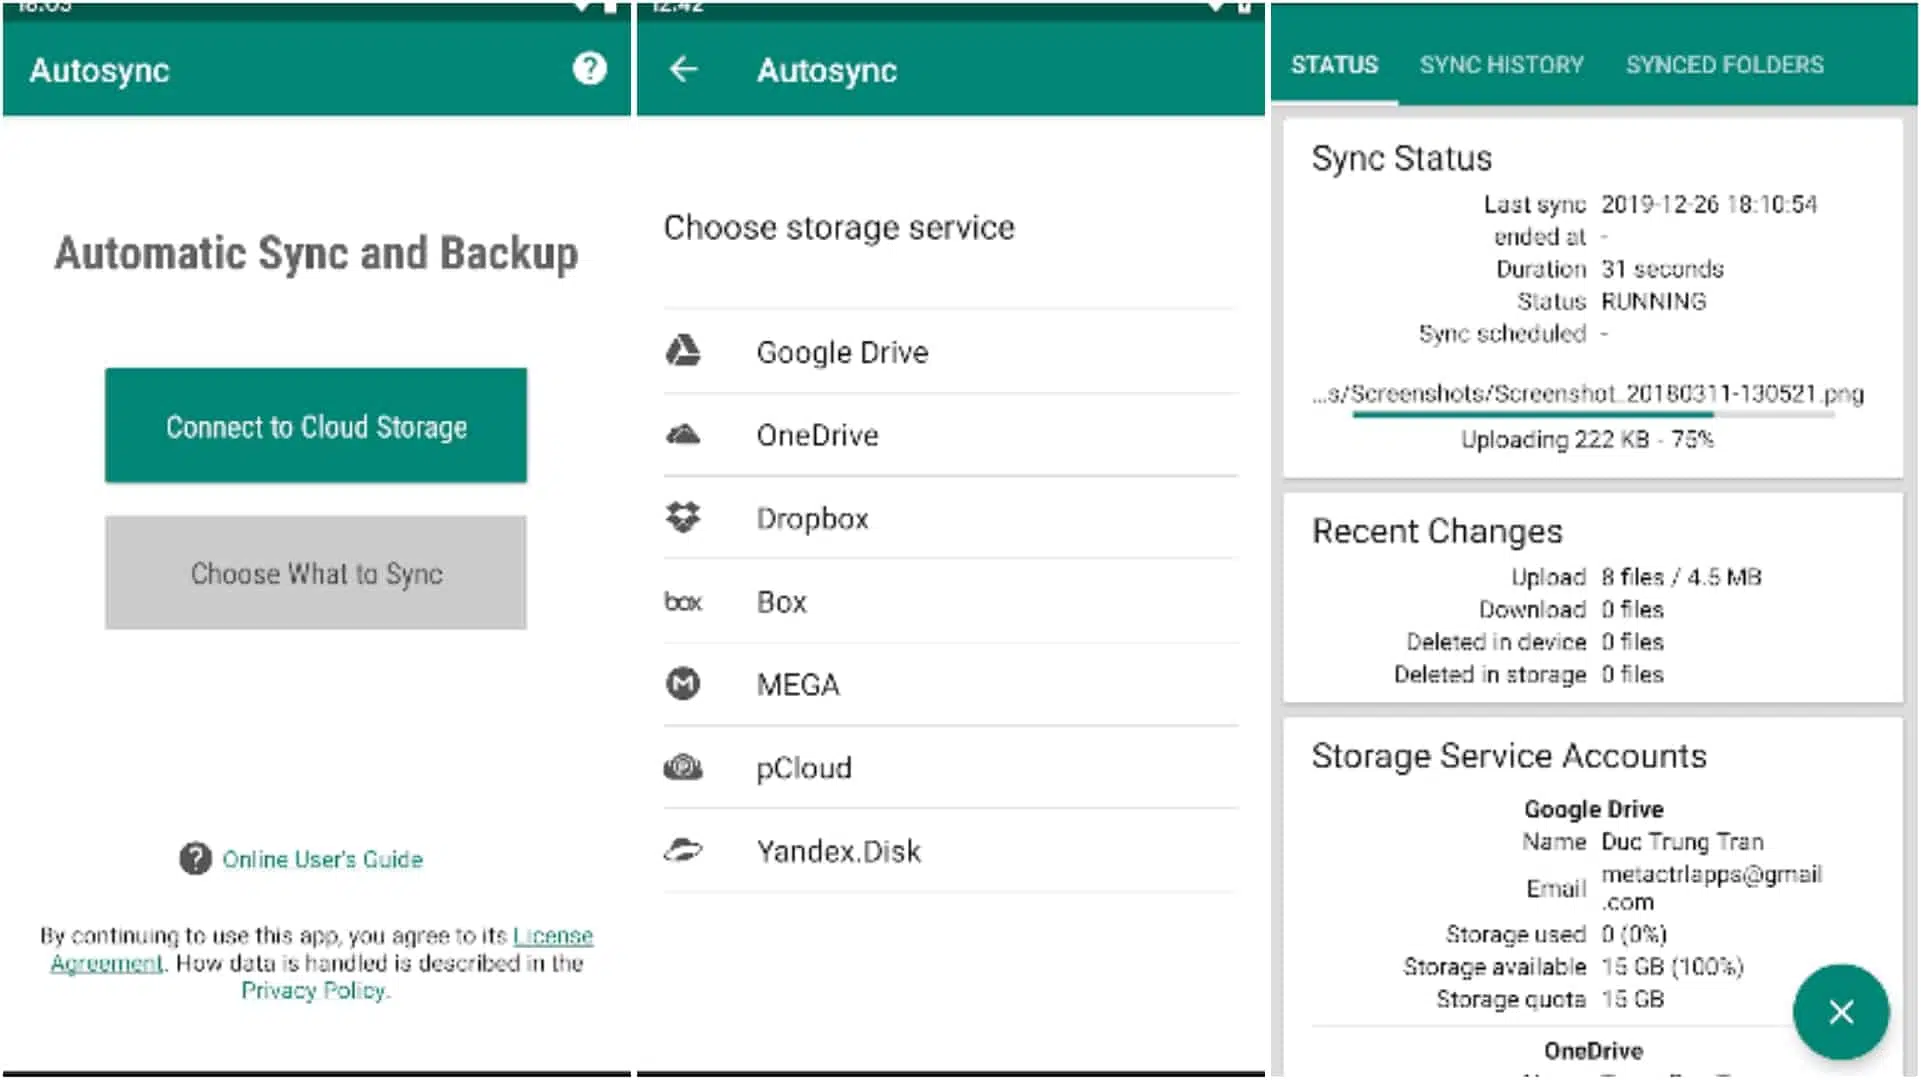 18:03
Autosync
Automatic Sync and Backup
Connect to Cloud Storage
Choose What to Sync
Online User's Guide
By continuing to use this app, you agree to its License
Agreement. How data is handled is described in the
Privacy Policy.
12:42
Autosync
Choose storage service
Google Drive
OneDrive
Dropbox
box Box
MEGA
pCloud
Yandex.Disk
STATUS SYNC HISTORY SYNCED FOLDERS
Sync Status
Last sync 2019-12-26 18:10:54
ended at -
Duration 31 seconds
Status RUNNING
Sync scheduled -
...s/Screenshots/Screenshot_20180311-130521.png
Uploading 222 KB - 75%
Recent Changes
Upload 8 files / 4.5 MB
Download 0 files
Deleted in device 0 files
Deleted in storage 0 files
Storage Service Accounts
Google Drive
Name Duc Trung Tran
Email metactrlapps@gmail
.com
Storage used 0 (0%)
Storage available 15 GB (100%)
Storage quota 15 GB
OneDrive